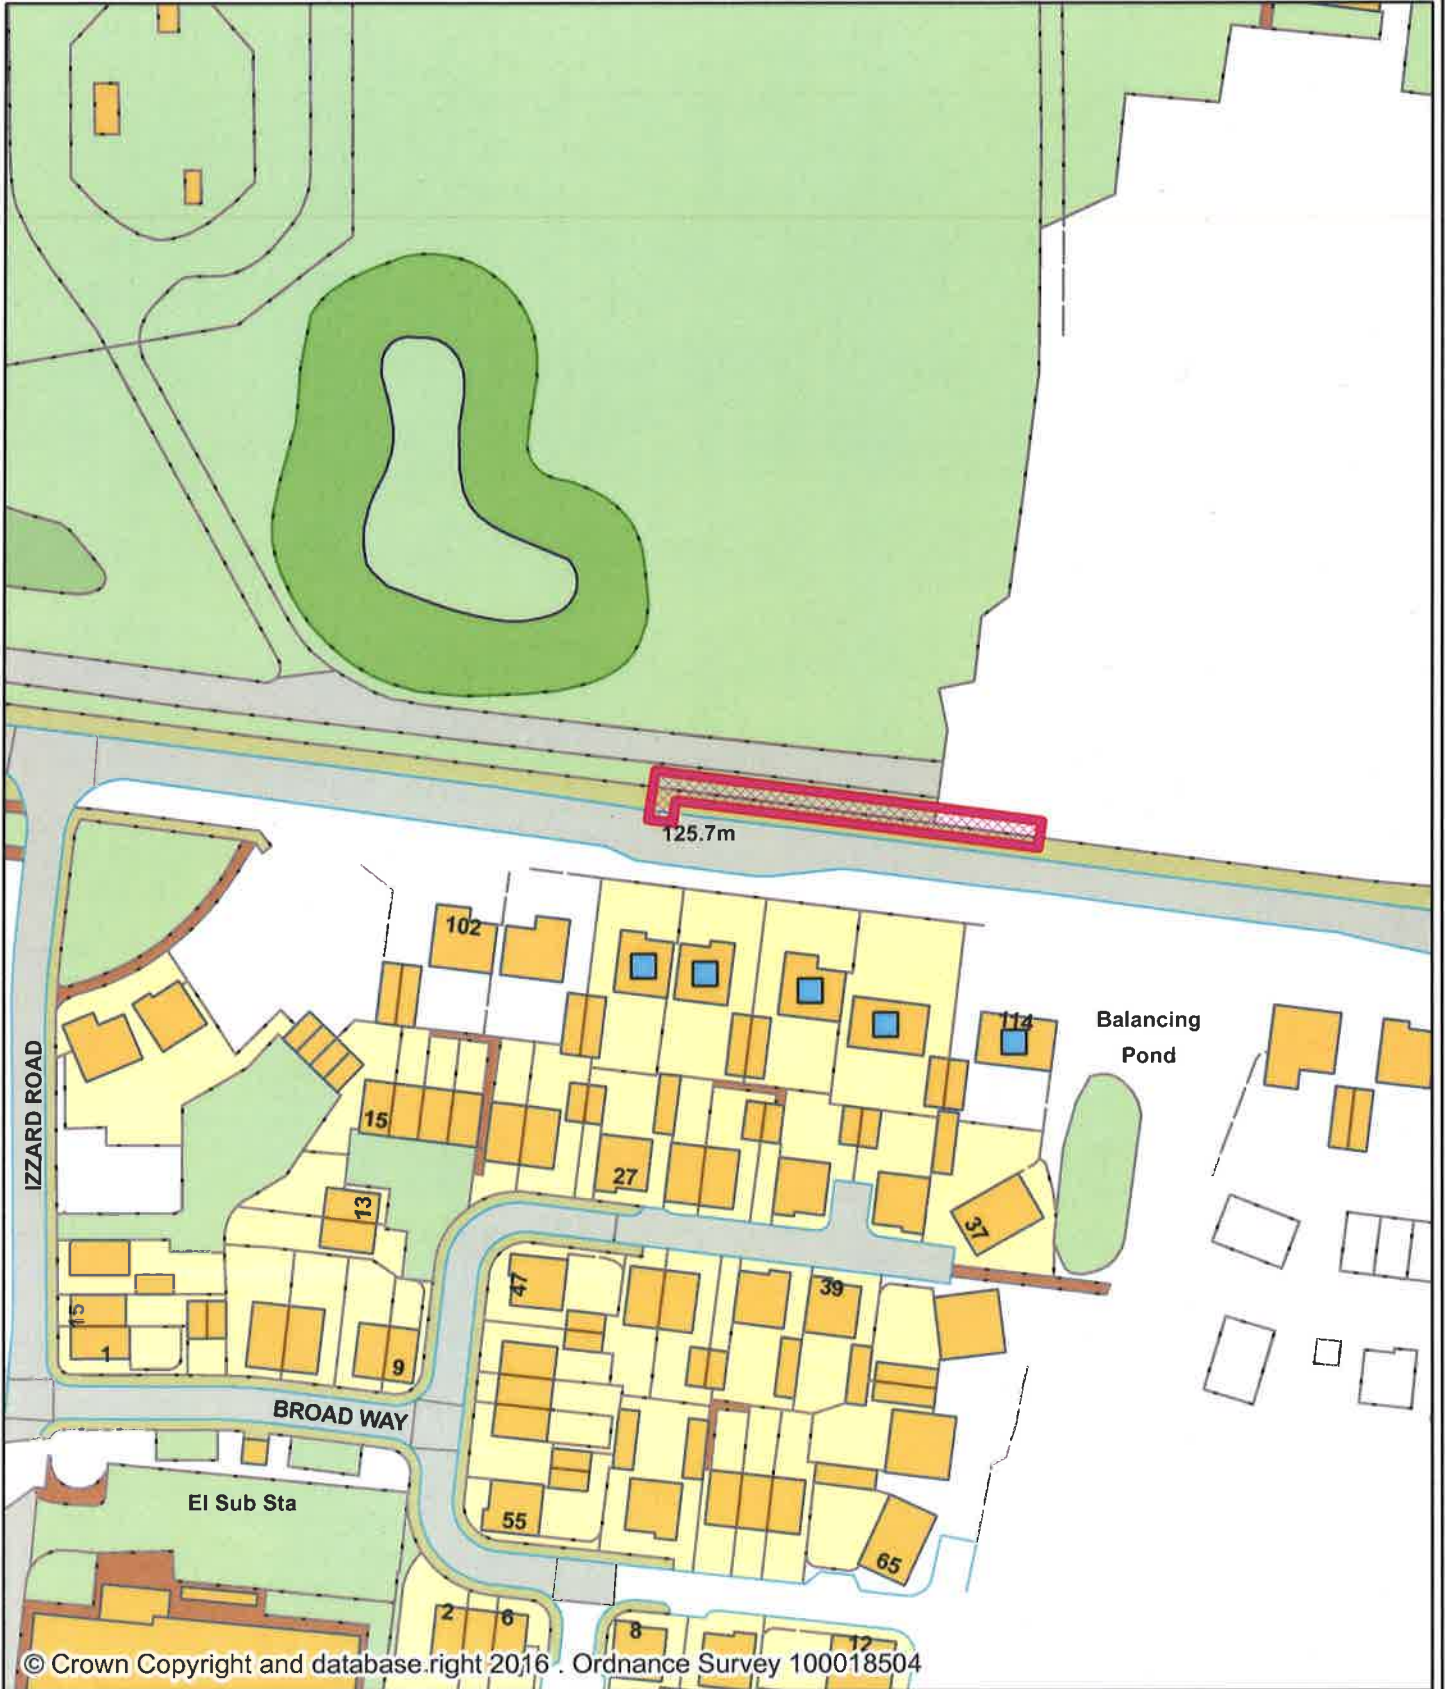 125.7m
102
114
Balancing
Pond
IZZARD ROAD
15
27
13
37
47
39
15
1
9
BROAD WAY
El Sub Sta
55
65
2
6
8
12
© Crown Copyright and database right 2016 . Ordnance Survey 100018504